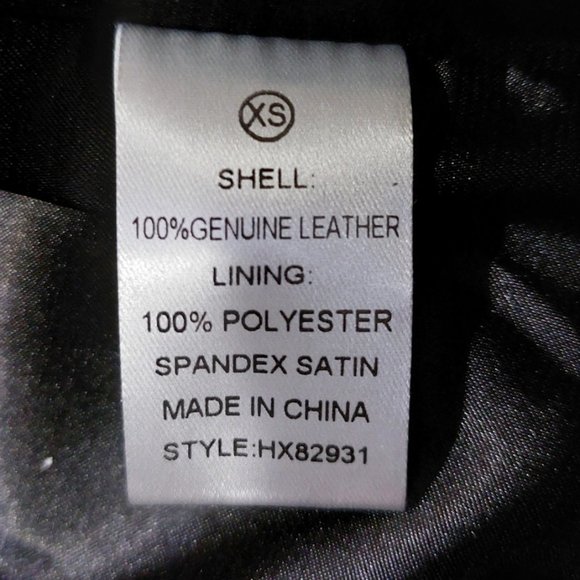 XS
SHELL:
100%GENUINE LEATHER
LINING:
100% POLYESTER
SPANDEX SATIN
MADE IN CHINA
STYLE:HX82931